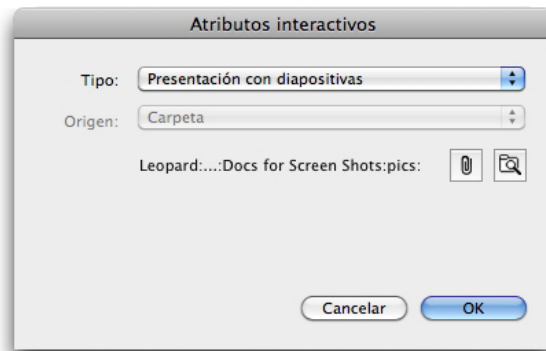 Atributos interactivos
Tipo: Presentación con diapositivas
Origen: Carpeta
Leopard:...:Docs for Screen Shots:pics:
Cancelar OK